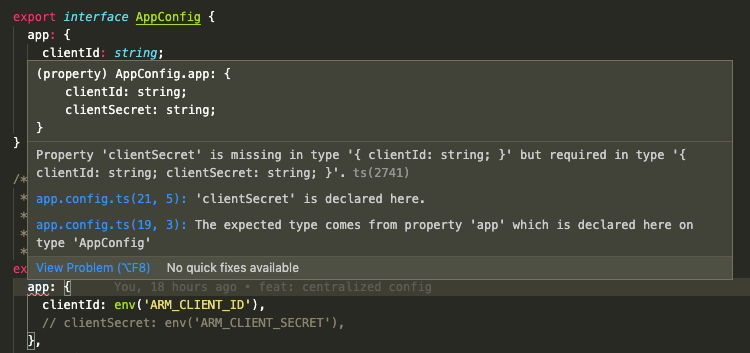 export interface AppConfig {
app: {
clientId: string;
(property) AppConfig.app: {
clientId: string;
clientSecret: string;
}
Property 'clientSecret' is missing in type '{ clientId: string; }' but required in type '{
clientId: string; clientSecret: string; }'. ts(2741)
app.config.ts(21, 5): 'clientSecret' is declared here.
app.config.ts(19, 3): The expected type comes from property 'app' which is declared here on
type 'AppConfig'
View Problem (⌥F8) No quick fixes available
}
/*
*
*
*
*
ex
app: { You, 18 hours ago • feat: centralized config
clientId: env('ARM_CLIENT_ID'),
// clientSecret: env('ARM_CLIENT_SECRET'),
},